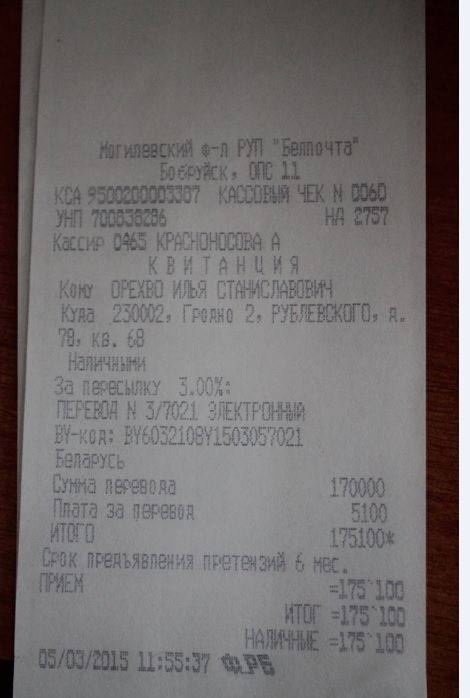 Могилевский ф-л РУП "Белпочта"
Бобруйск, ОПС 11
КСА 9500200003387 КАССОВЫЙ ЧЕК N 0060
УНП 700838286 НД 2757
Кассир 0465 КРАСНОНОСОВА А
КВИТАНЦИЯ
Кому ОРЕХВО ИЛЬЯ СТАНИСЛАВОВИЧ
Куда 230002, Гродно 2, РУБЛЕВСКОГО, д.
78, кв. 68
Наличными
За пересылку 3.00%:
ПЕРЕВОД N 3/7021 ЭЛЕКТРОННЫЙ
BY-код: BY6032108Y1503057021
Беларусь
Сумма перевода 170000
Плата за перевод 5100
ИТОГО 175100*
Срок предъявления претензий 6 мес.
ПРИЕМ =175`100
ИТОГ =175`100
НАЛИЧНЫЕ =175`100
05/03/2015 11:55:37 ФРБ